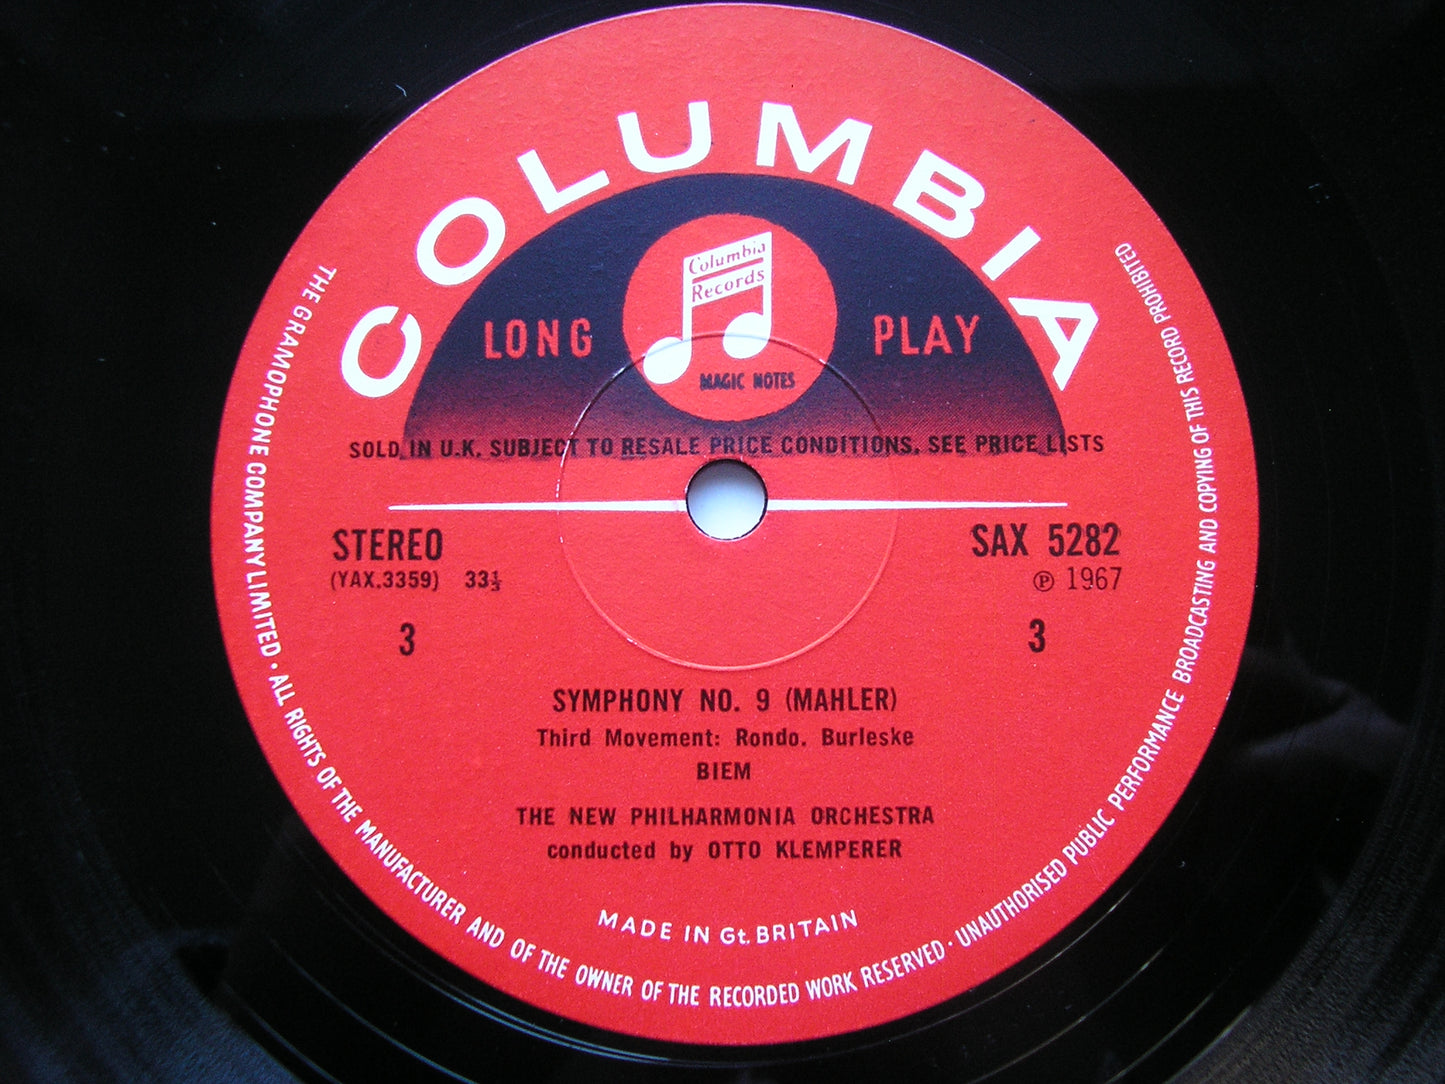 COLUMBIA
Columbia
Records
LONG PLAY
MAGIC NOTES
SOLD IN U.K. SUBJECT TO RESALE PRICE CONDITIONS, SEE PRICE LISTS
STEREO SAX 5282
(YAX.3359) 33⅓ ℗ 1967
3 3
SYMPHONY NO. 9 (MAHLER)
Third Movement: Rondo. Burleske
BIEM
THE NEW PHILHARMONIA ORCHESTRA
conducted by OTTO KLEMPERER
MADE IN Gt. BRITAIN
THE GRAMOPHONE COMPANY LIMITED · ALL RIGHTS OF THE MANUFACTURER AND OF THE OWNER OF THE RECORDED WORK RESERVED · UNAUTHORISED PUBLIC PERFORMANCE BROADCASTING AND COPYING OF THIS RECORD PROHIBITED